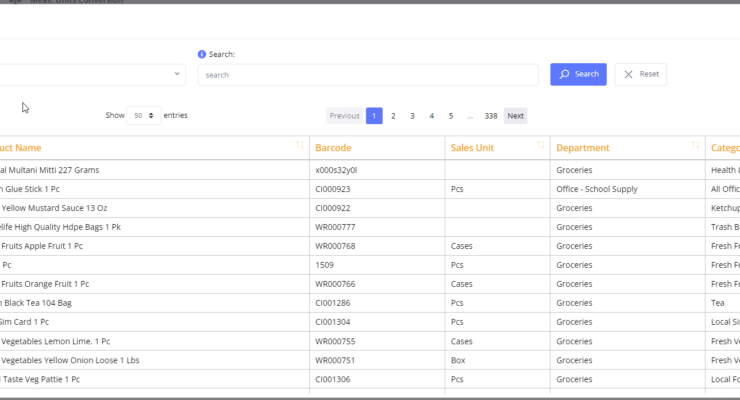 Meas. Units Conversion
Search:
search
Search
Reset
Show 50 entries
Previous 1 2 3 4 5 ... 338 Next
uct Name Barcode Sales Unit Department Catego
al Multani Mitti 227 Grams x000s32y0l Groceries Health &
n Glue Stick 1 Pc CI000923 Pcs Office - School Supply All Offic
Yellow Mustard Sauce 13 Oz CI000922 Groceries Ketchup
elife High Quality Hdpe Bags 1 Pk WR000777 Groceries Trash B
Fruits Apple Fruit 1 Pc WR000768 Cases Groceries Fresh Fr
Pc 1509 Pcs Groceries Fresh Fr
Fruits Orange Fruit 1 Pc WR000766 Cases Groceries Fresh Fr
n Black Tea 104 Bag CI001286 Pcs Groceries Tea
Sim Card 1 Pc CI001304 Pcs Groceries Local Si
Vegetables Lemon Lime. 1 Pc WR000755 Cases Groceries Fresh Ve
Vegetables Yellow Onion Loose 1 Lbs WR000751 Box Groceries Fresh Ve
l Taste Veg Pattie 1 Pc CI001306 Pcs Groceries Local Fo